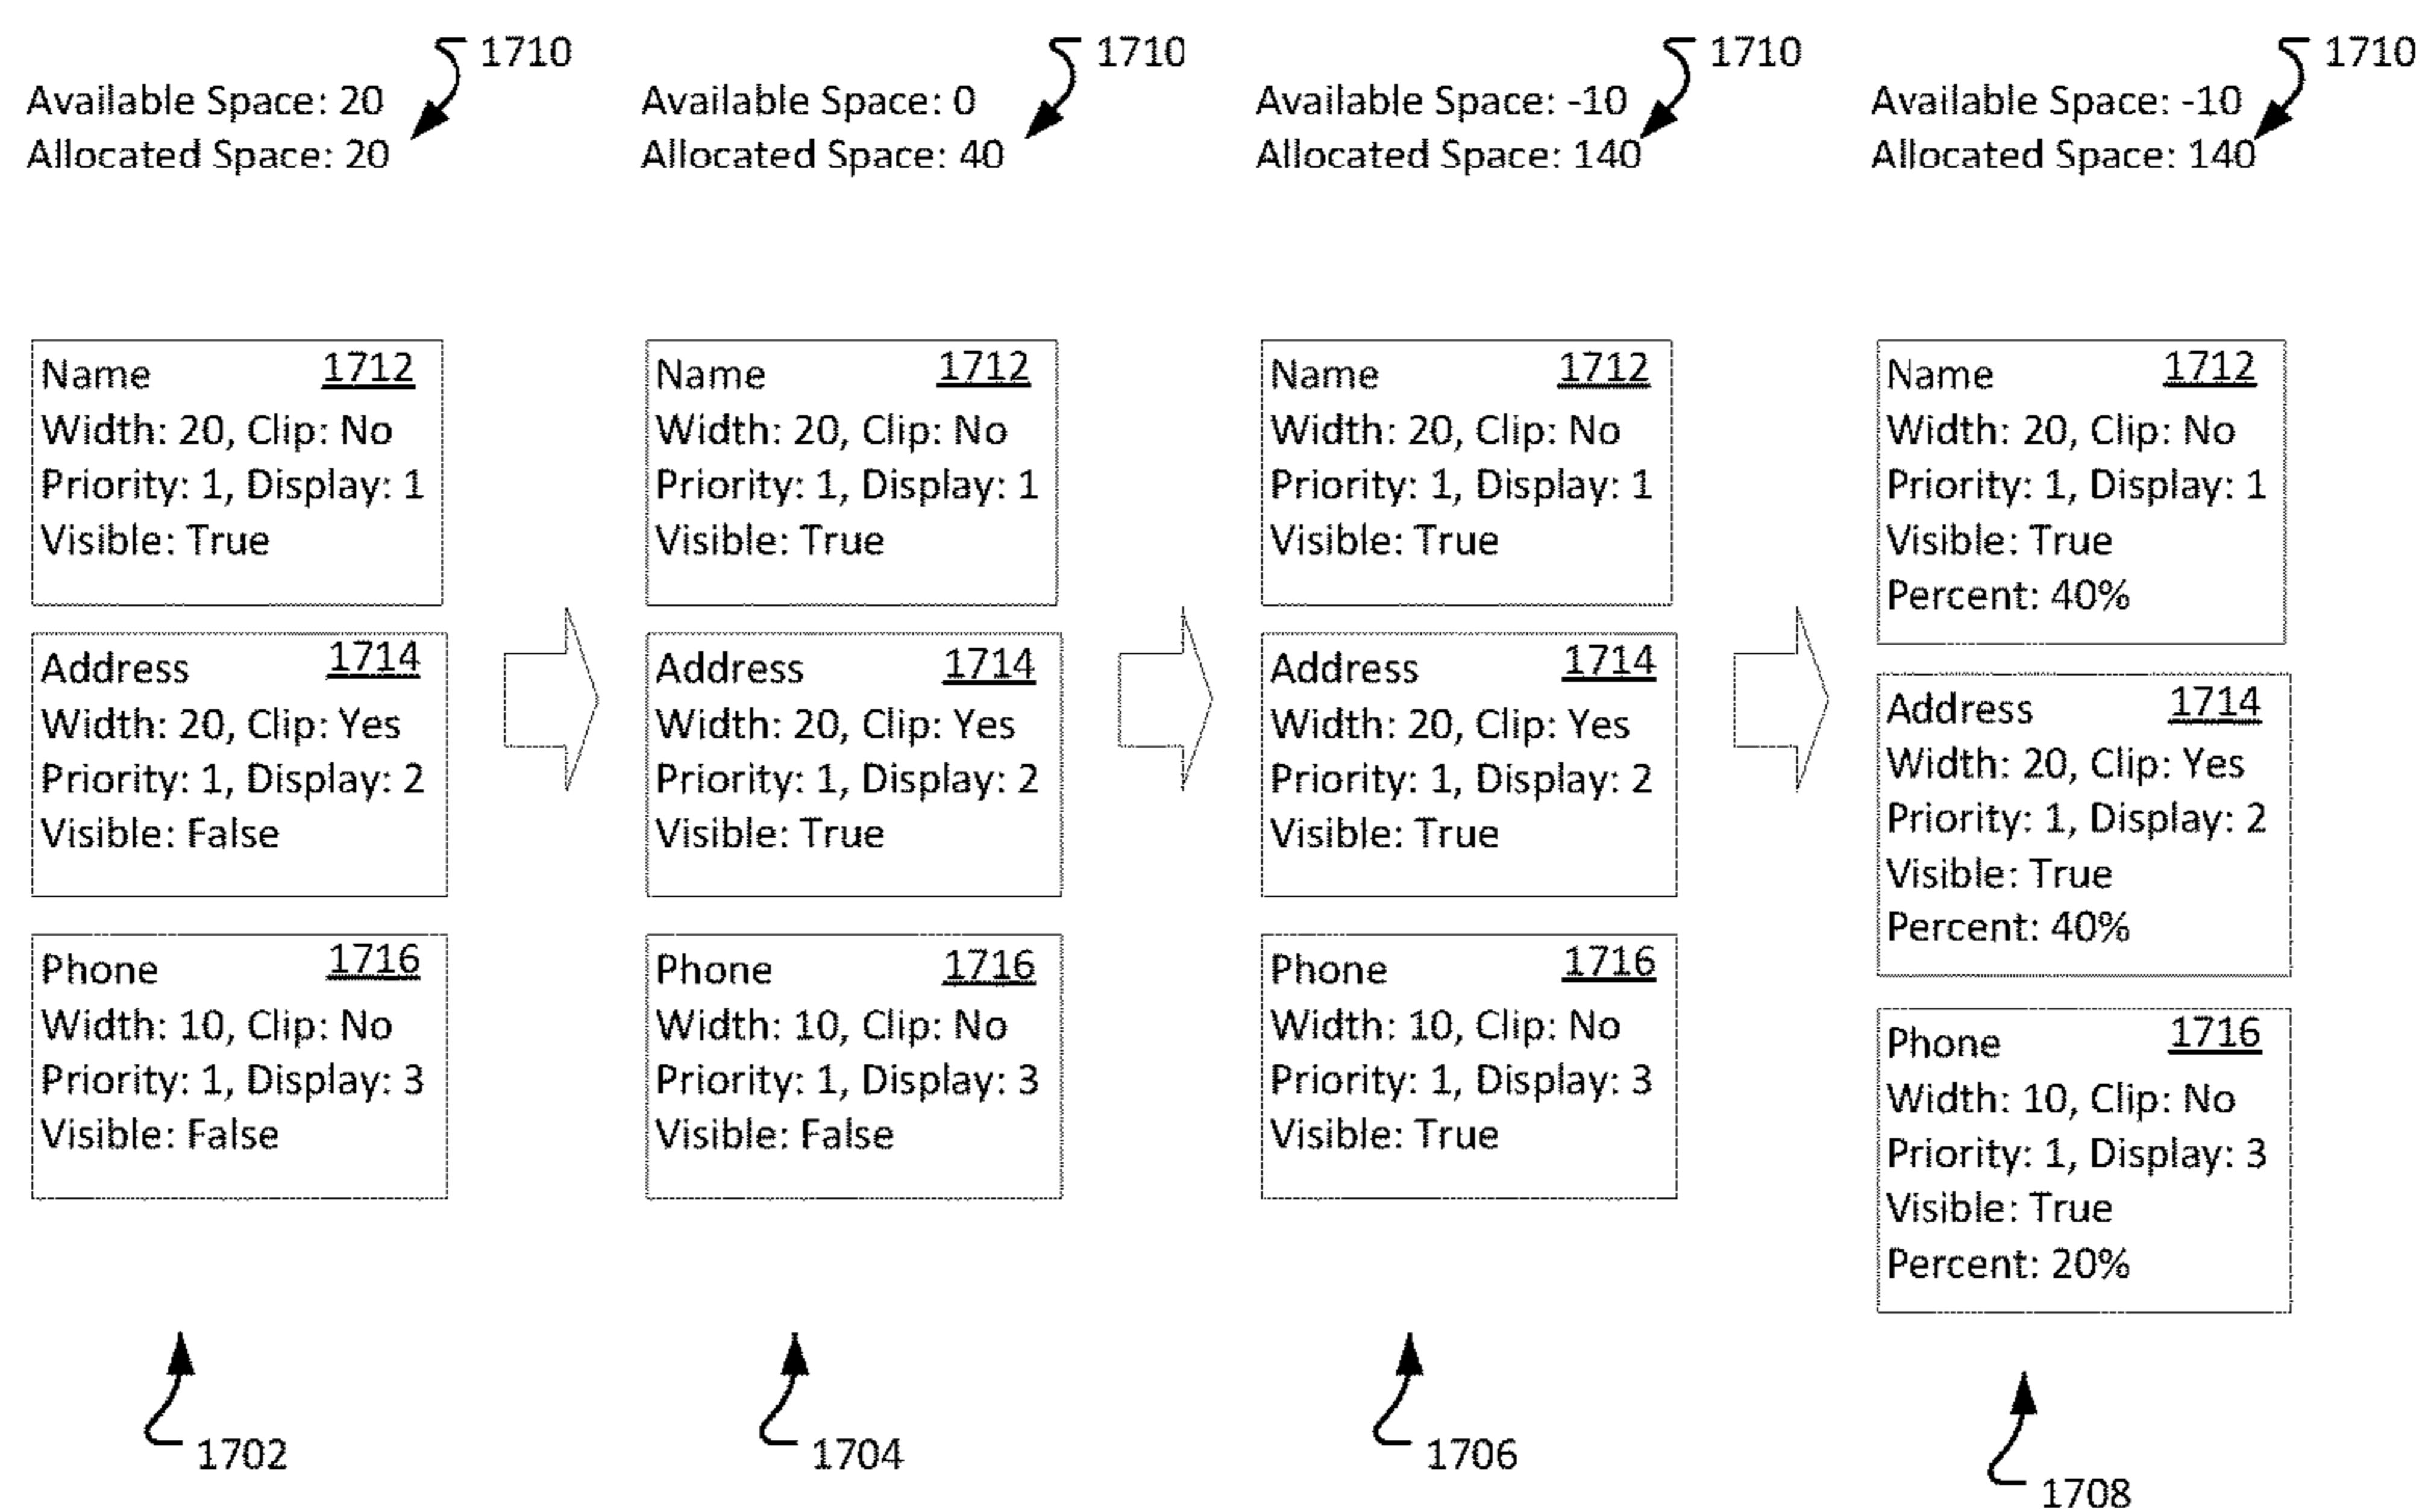 1710
Available Space: 20
Allocated Space: 20
Name 1712
Width: 20, Clip: No
Priority: 1, Display: 1
Visible: True
Address 1714
Width: 20, Clip: Yes
Priority: 1, Display: 2
Visible: False
Phone 1716
Width: 10, Clip: No
Priority: 1, Display: 3
Visible: False
1702
1710
Available Space: 0
Allocated Space: 40
Name 1712
Width: 20, Clip: No
Priority: 1, Display: 1
Visible: True
Address 1714
Width: 20, Clip: Yes
Priority: 1, Display: 2
Visible: True
Phone 1716
Width: 10, Clip: No
Priority: 1, Display: 3
Visible: False
1704
1710
Available Space: -10
Allocated Space: 140
Name 1712
Width: 20, Clip: No
Priority: 1, Display: 1
Visible: True
Address 1714
Width: 20, Clip: Yes
Priority: 1, Display: 2
Visible: True
Phone 1716
Width: 10, Clip: No
Priority: 1, Display: 3
Visible: True
1706
1710
Available Space: -10
Allocated Space: 140
Name 1712
Width: 20, Clip: No
Priority: 1, Display: 1
Visible: True
Percent: 40%
Address 1714
Width: 20, Clip: Yes
Priority: 1, Display: 2
Visible: True
Percent: 40%
Phone 1716
Width: 10, Clip: No
Priority: 1, Display: 3
Visible: True
Percent: 20%
1708